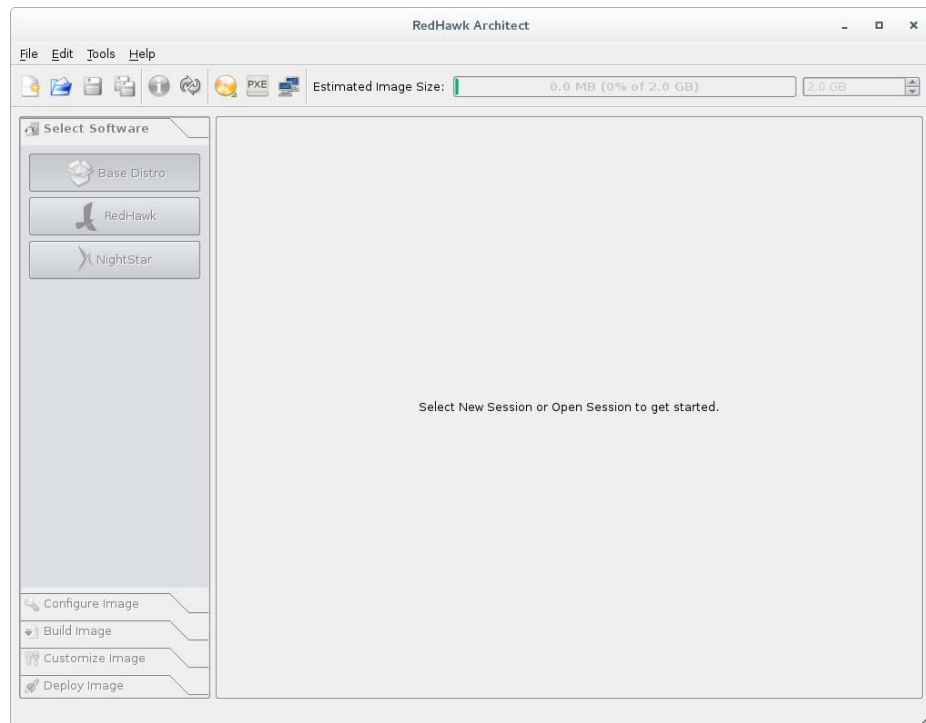 RedHawk Architect
File Edit Tools Help
PXE Estimated Image Size: 0.0 MB (0% of 2.0 GB) 2.0 GB
Select Software
Base Distro
RedHawk
NightStar
Select New Session or Open Session to get started.
Configure Image
Build Image
Customize Image
Deploy Image